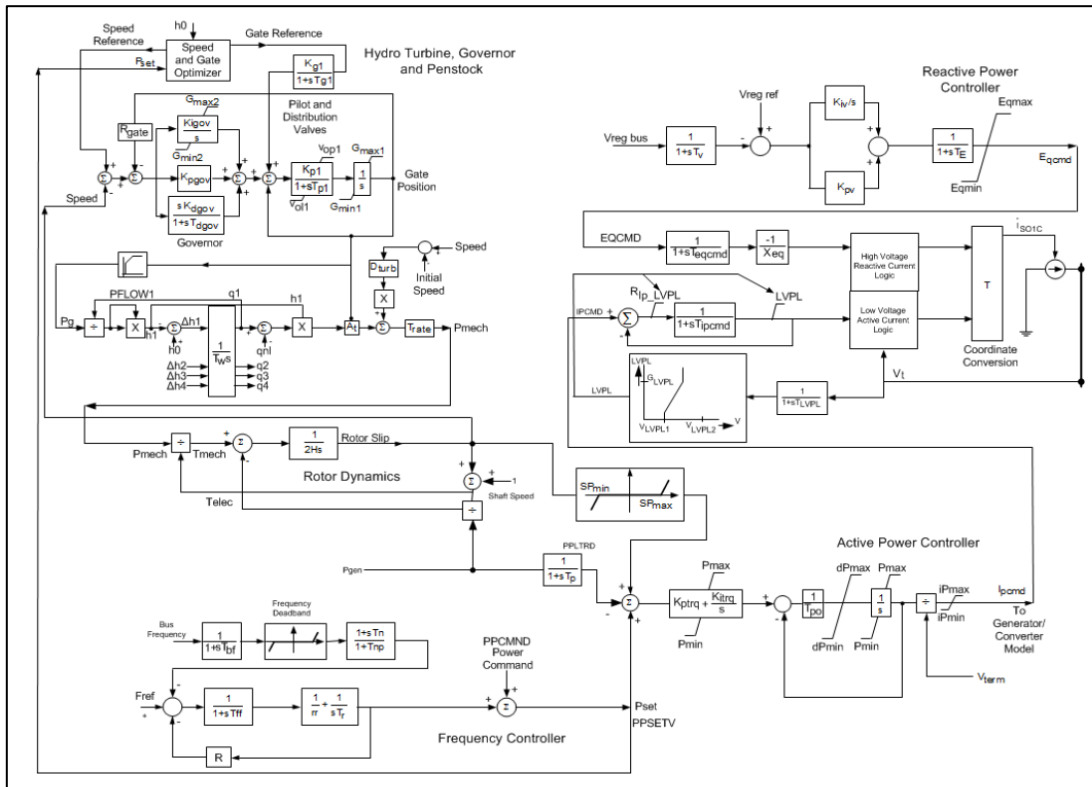 h0
Speed Reference
Gate Reference
Speed and Gate Optimizer
Pset
Hydro Turbine, Governor and Penstock
Kg1
1+sTg1
Pilot and Distribution Valves
Gmax2
Rgate
Kigov
s
Gmin2
Vop1
Gmax1
Σ
Σ
Kpgov
Σ
Σ
Kp1
1+sTp1
1
s
Gate Position
Speed
Vol1
Gmin1
sKdgov
1+sTdgov
Governor
Speed
Initial Speed
Dturb
X
PFLOW1
Pg
÷
X
h1
Σ
Δh1
h0
q1
Σ
qnl
h1
X
At
Σ
Trate
Pmech
1
Tws
Δh2
Δh3
Δh4
q2
q3
q4
Reactive Power Controller
Vreg ref
Vreg bus
1
1+sTv
Kiv/s
Kpv
1
1+sTE
Eqmax
Eqmin
Eqcmd
EQCMD
1
1+sTeqcmd
-1
Xeq
High Voltage Reactive Current Logic
Low Voltage Active Current Logic
T
iSO1C
Coordinate Conversion
RIp_LVPL
LVPL
IPCMD
Σ
1
1+sTipcmd
LVPL
LVPL
GLVPL
V
VLVPL1
VLVPL2
1
1+sTLVPL
Vt
Pmech
÷
Tmech
Σ
1
2Hs
Rotor Slip
Rotor Dynamics
Telec
Σ
1
Shaft Speed
÷
SPmin
SPmax
Pgen
PPLTRD
1
1+sTp
Σ
Active Power Controller
Pmax
Kptrq + Kitrq
s
Pmin
1
Tpo
dPmax
dPmin
Pmax
1
s
Pmin
÷
iPmax
iPmin
Ipcmd
To Generator/ Converter Model
Vterm
Frequency Deadband
Bus Frequency
1
1+sTbf
1+sTn
1+Tnp
PPCMND Power Command
Fref
1
1+sTff
1
rr
+
1
sTr
Σ
Pset
PPSETV
R
Frequency Controller